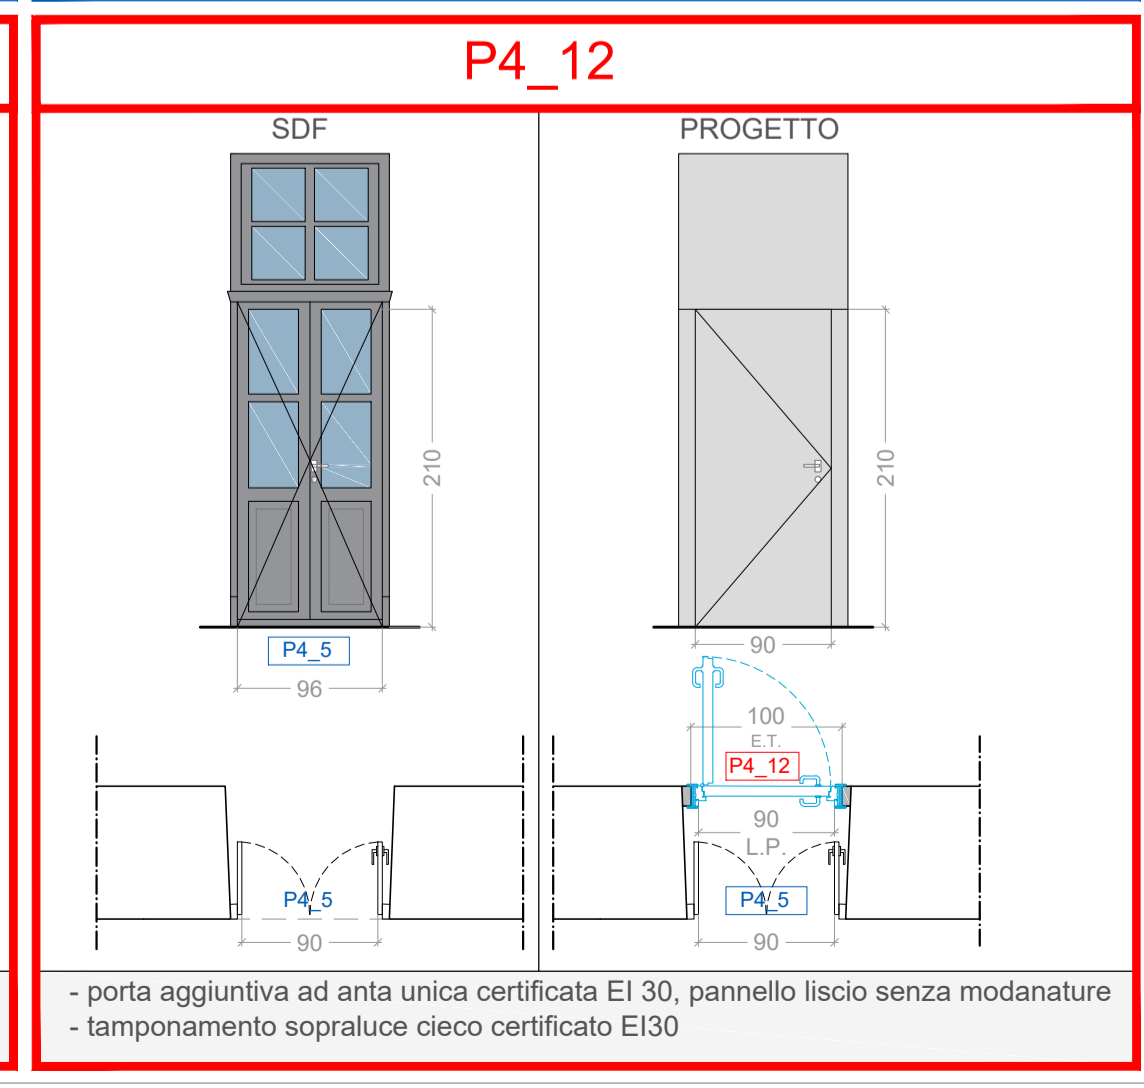 P4_12
SDF
PROGETTO
210
210
P4_5
96
90
100
E.T.
P4_12
90
L.P.
P4_5
P4_5
90
90
- porta aggiuntiva ad anta unica certificata EI 30, pannello liscio senza modanature
- tamponamento sopraluce cieco certificato EI30